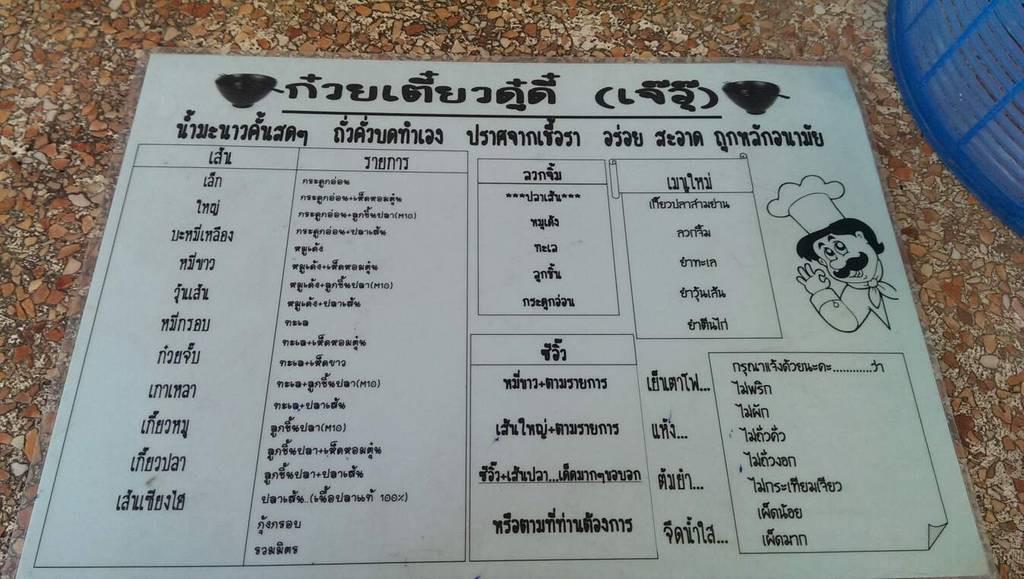 ก๋วยเตี๋ยวดู๋ดี๋ (เจ๊จู๊)
น้ำมะนาวคั้นสดๆ ถั่วคั่วบดทำเอง ปราศจากเชื้อรา อร่อย สะอาด ถูกหลักอนามัย
เส้น
เล็ก
ใหญ่
บะหมี่เหลือง
หมี่ขาว
วุ้นเส้น
หมี่กรอบ
ก๋วยจั๊บ
เกาเหลา
เกี๊ยวหมู
เกี๊ยวปลา
เส้นเซี่ยงไฮ
รายการ
กระดูกอ่อน
กระดูกอ่อน+เห็ดหอมตุ๋น
กระดูกอ่อน+ลูกชิ้นปลา(M10)
กระดูกอ่อน+ปลาเส้น
หมูเด้ง
หมูเด้ง+เห็ดหอมตุ๋น
หมูเด้ง+ลูกชิ้นปลา(M10)
หมูเด้ง+ปลาเส้น
ทะเล
ทะเล+เห็ดหอมตุ๋น
ทะเล+เห็ดขาว
ทะเล+ลูกชิ้นปลา(M10)
ทะเล+ปลาเส้น
ลูกชิ้นปลา(M10)
ลูกชิ้นปลา+เห็ดหอมตุ๋น
ลูกชิ้นปลา+ปลาเส้น
ปลาเส้น..(เนื้อปลาแท้ 100%)
กุ้งกรอบ
รวมมิตร
ลวกจิ้ม
***ปลาเส้น***
หมูเด้ง
ทะเล
ลูกชิ้น
กระดูกอ่อน
เมนูใหม่
เกี๊ยวปลาสามย่าน
ลวกจิ้ม
ยำทะเล
ยำวุ้นเส้น
ยำตีนไก่
ซีอิ๊ว
หมี่ขาว+ตามรายการ
เส้นใหญ่+ตามรายการ
ซีอิ๊ว+เส้นปลา...เด็ดมากๆขอบอก
หรือตามที่ท่านต้องการ
เย็นตาโฟ...
แห้ง...
ต้มยำ...
จืดน้ำใส...
กรุณาแจ้งด้วยนะคะ............ว่า
ไม่พริก
ไม่ผัก
ไม่ถั่วคั่ว
ไม่ถั่วงอก
ไม่กระเทียมเจียว
เผ็ดน้อย
เผ็ดมาก